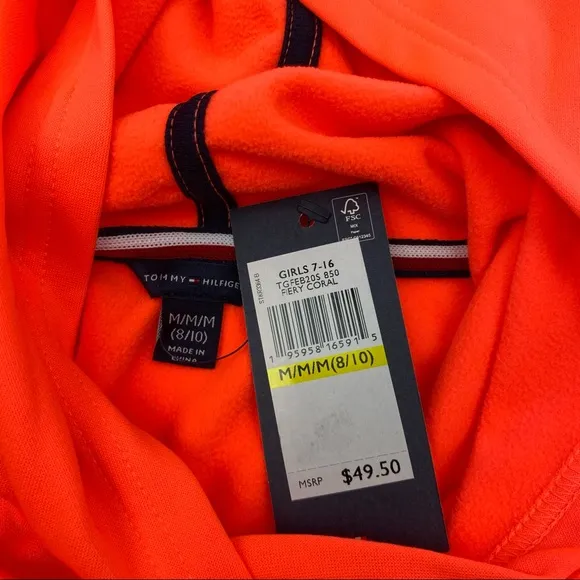 FSC
MIX
GIRLS 7-16
TGFEB20S 850
FIERY CORAL
1 95958 16591 5
M/M/M(8/10)
MSRP $49.50
TOMMY HILFIGER
M/M/M
(8/10)
MADE IN